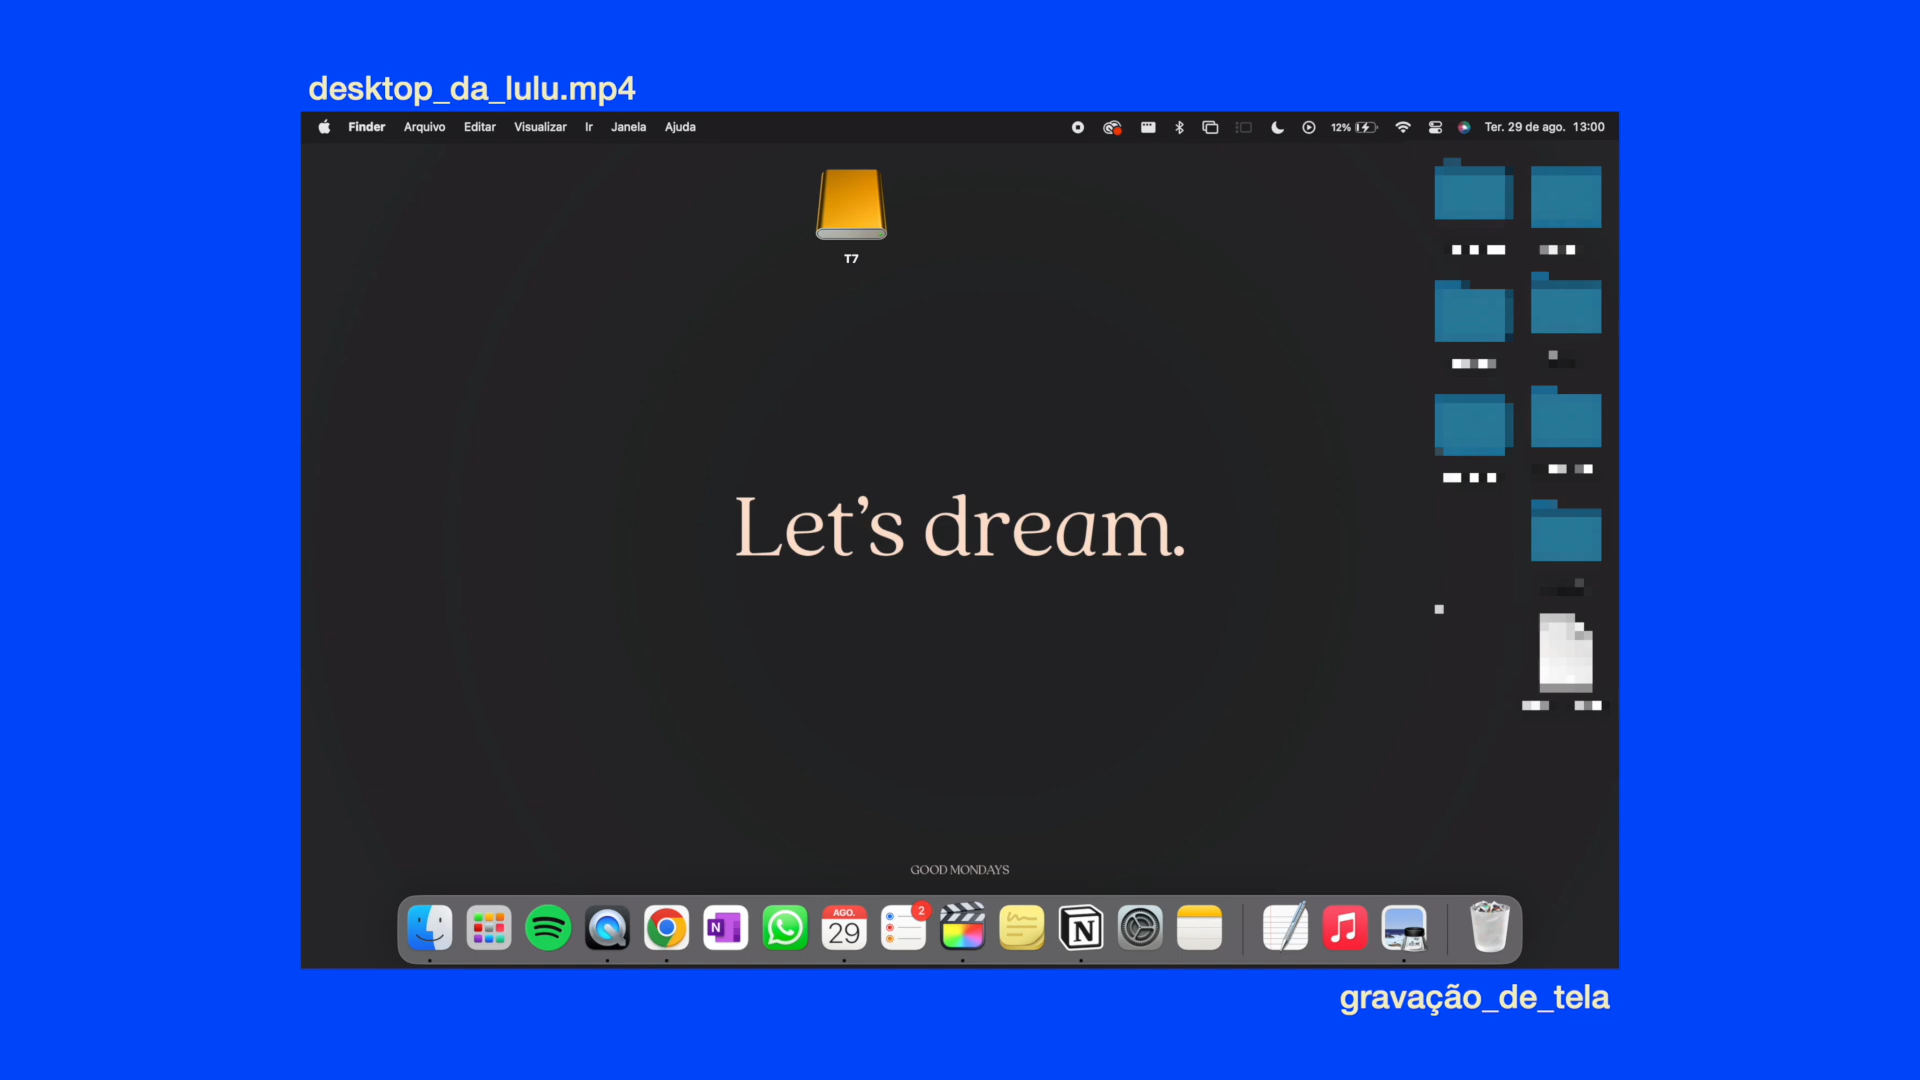 desktop_da_lulu.mp4
Finder Arquivo Editar Visualizar Ir Janela Ajuda 12% Ter. 29 de ago. 13:00
T7
Let's dream.
GOOD MONDAYS
AGO.
29
2
N
N
gravação_de_tela